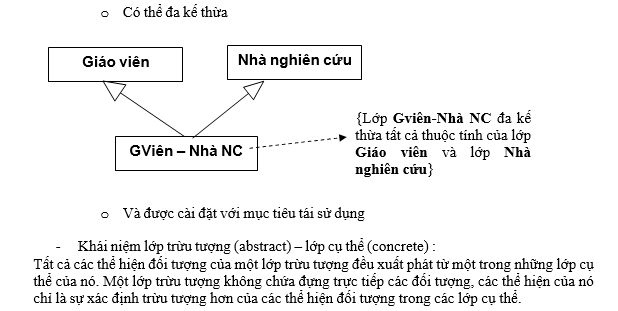 o Có thể đa kế thừa
Giáo viên
Nhà nghiên cứu
GViên – Nhà NC
{Lớp Gviên-Nhà NC đa kế
thừa tất cả thuộc tính của lớp
Giáo viên và lớp Nhà
nghiên cứu}
o Và được cài đặt với mục tiêu tái sử dụng
- Khái niệm lớp trừu tượng (abstract) – lớp cụ thể (concrete) :
Tất cả các thể hiện đối tượng của một lớp trừu tượng đều xuất phát từ một trong những lớp cụ
thể của nó. Một lớp trừu tượng không chứa đựng trực tiếp các đối tượng, các thể hiện của nó
chỉ là sự xác định trừu tượng hơn của các thể hiện đối tượng trong các lớp cụ thể.